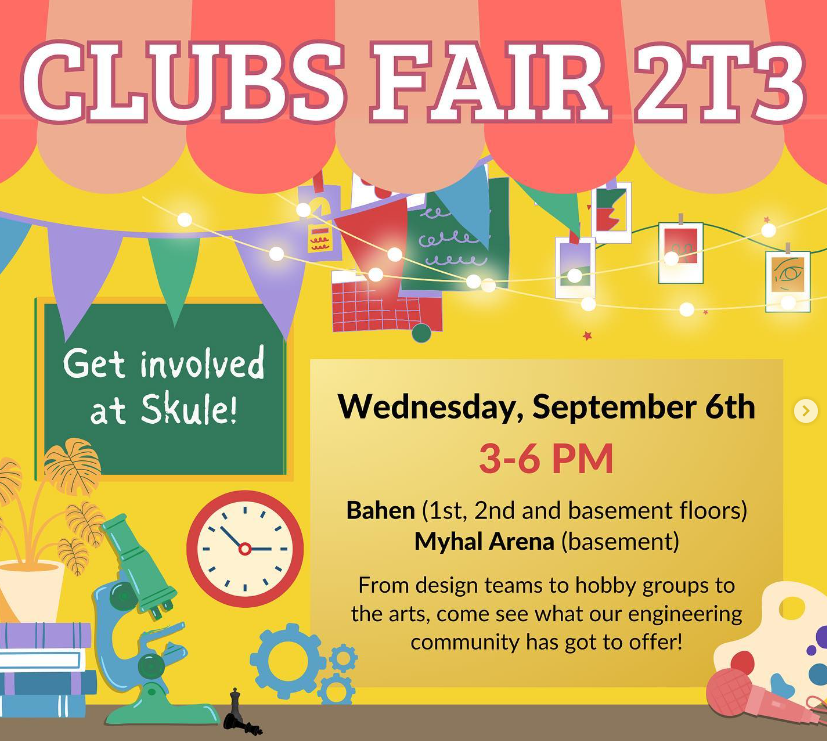 CLUBS FAIR 2T3
Get involved
at Skule!
Wednesday, September 6th
3-6 PM
Bahen (1st, 2nd and basement floors)
Myhal Arena (basement)
From design teams to hobby groups to
the arts, come see what our engineering
community has got to offer!